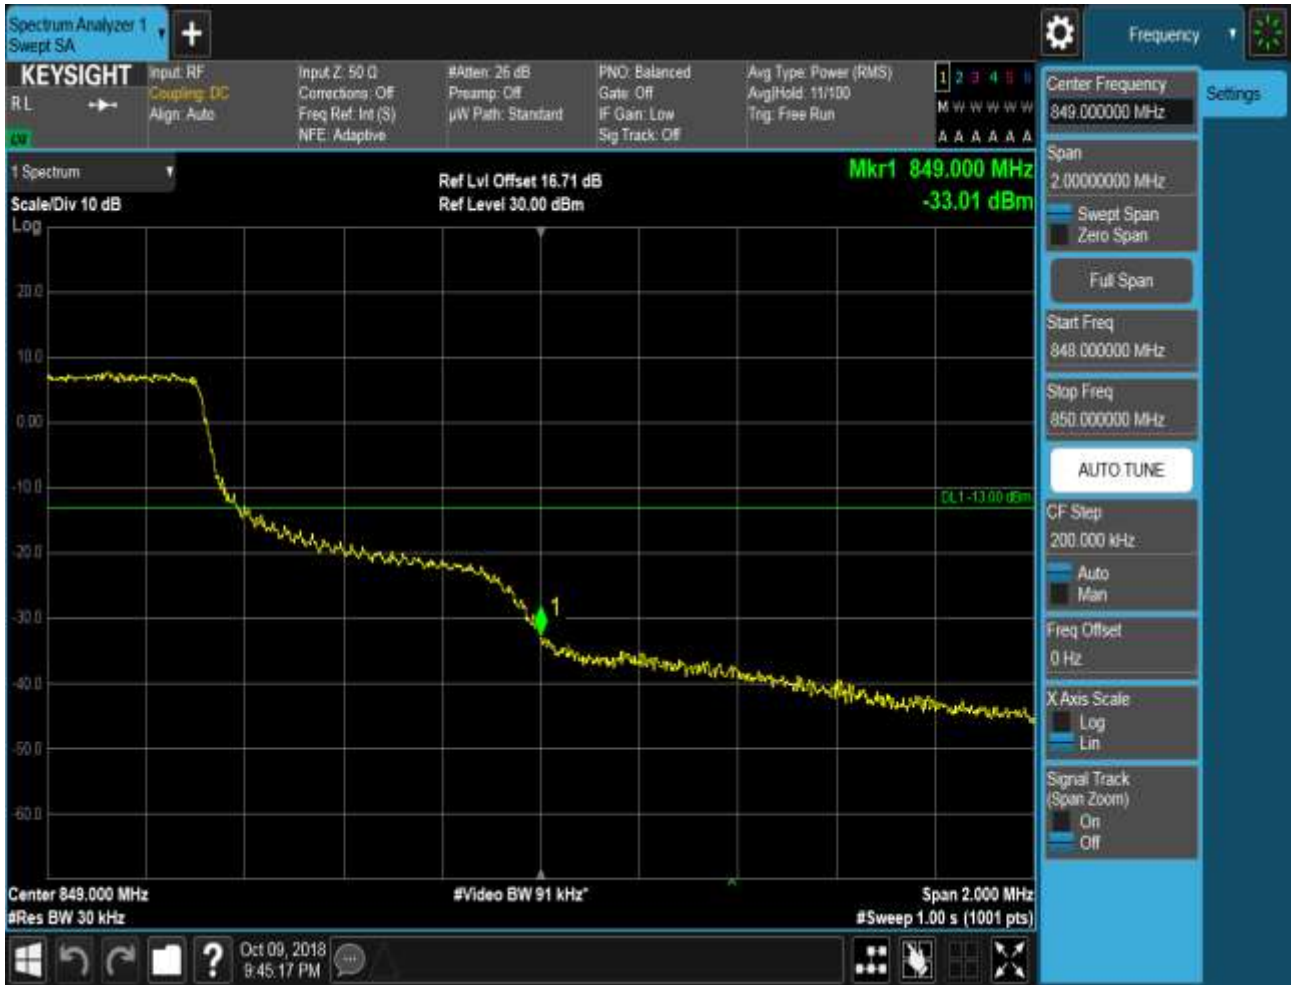 Spectrum Analyzer 1
Swept SA
+
Frequency
KEYSIGHT
RL
LW
Input: RF
Coupling: DC
Align: Auto
Input Z: 50 Ω
Corrections: Off
Freq Ref: Int (S)
NFE: Adaptive
#Atten: 26 dB
Preamp: Off
µW Path: Standard
PNO: Balanced
Gate: Off
IF Gain: Low
Sig Track: Off
Avg Type: Power (RMS)
Avg|Hold: 11/100
Trig: Free Run
1 2 3 4 5 6
M W W W W W
A A A A A A
1 Spectrum
Scale/Div 10 dB
Log
Ref Lvl Offset 16.71 dB
Ref Level 30.00 dBm
Mkr1 849.000 MHz
-33.01 dBm
20.0
10.0
0.00
-10.0
-20.0
-30.0
-40.0
-50.0
-60.0
DL1 -13.00 dBm
1
Center 849.000 MHz
#Res BW 30 kHz
#Video BW 91 kHz*
Span 2.000 MHz
#Sweep 1.00 s (1001 pts)
Center Frequency
849.000000 MHz
Settings
Span
2.00000000 MHz
Swept Span
Zero Span
Full Span
Start Freq
848.000000 MHz
Stop Freq
850.000000 MHz
AUTO TUNE
CF Step
200.000 kHz
Auto
Man
Freq Offset
0 Hz
X Axis Scale
Log
Lin
Signal Track
(Span Zoom)
On
Off
?
Oct 09, 2018
9:45:17 PM